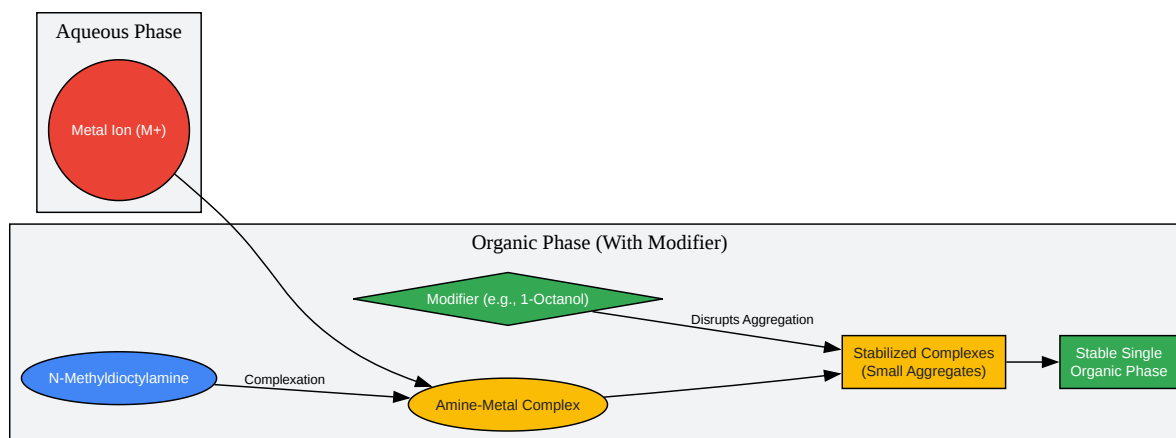 Aqueous Phase
Metal Ion (M+)
Organic Phase (With Modifier)
Modifier (e.g., 1-Octanol)
Disrupts Aggregation
Stabilized Complexes
(Small Aggregates)
Stable Single
Organic Phase
N-Methyldioctylamine
Complexation
Amine-Metal Complex